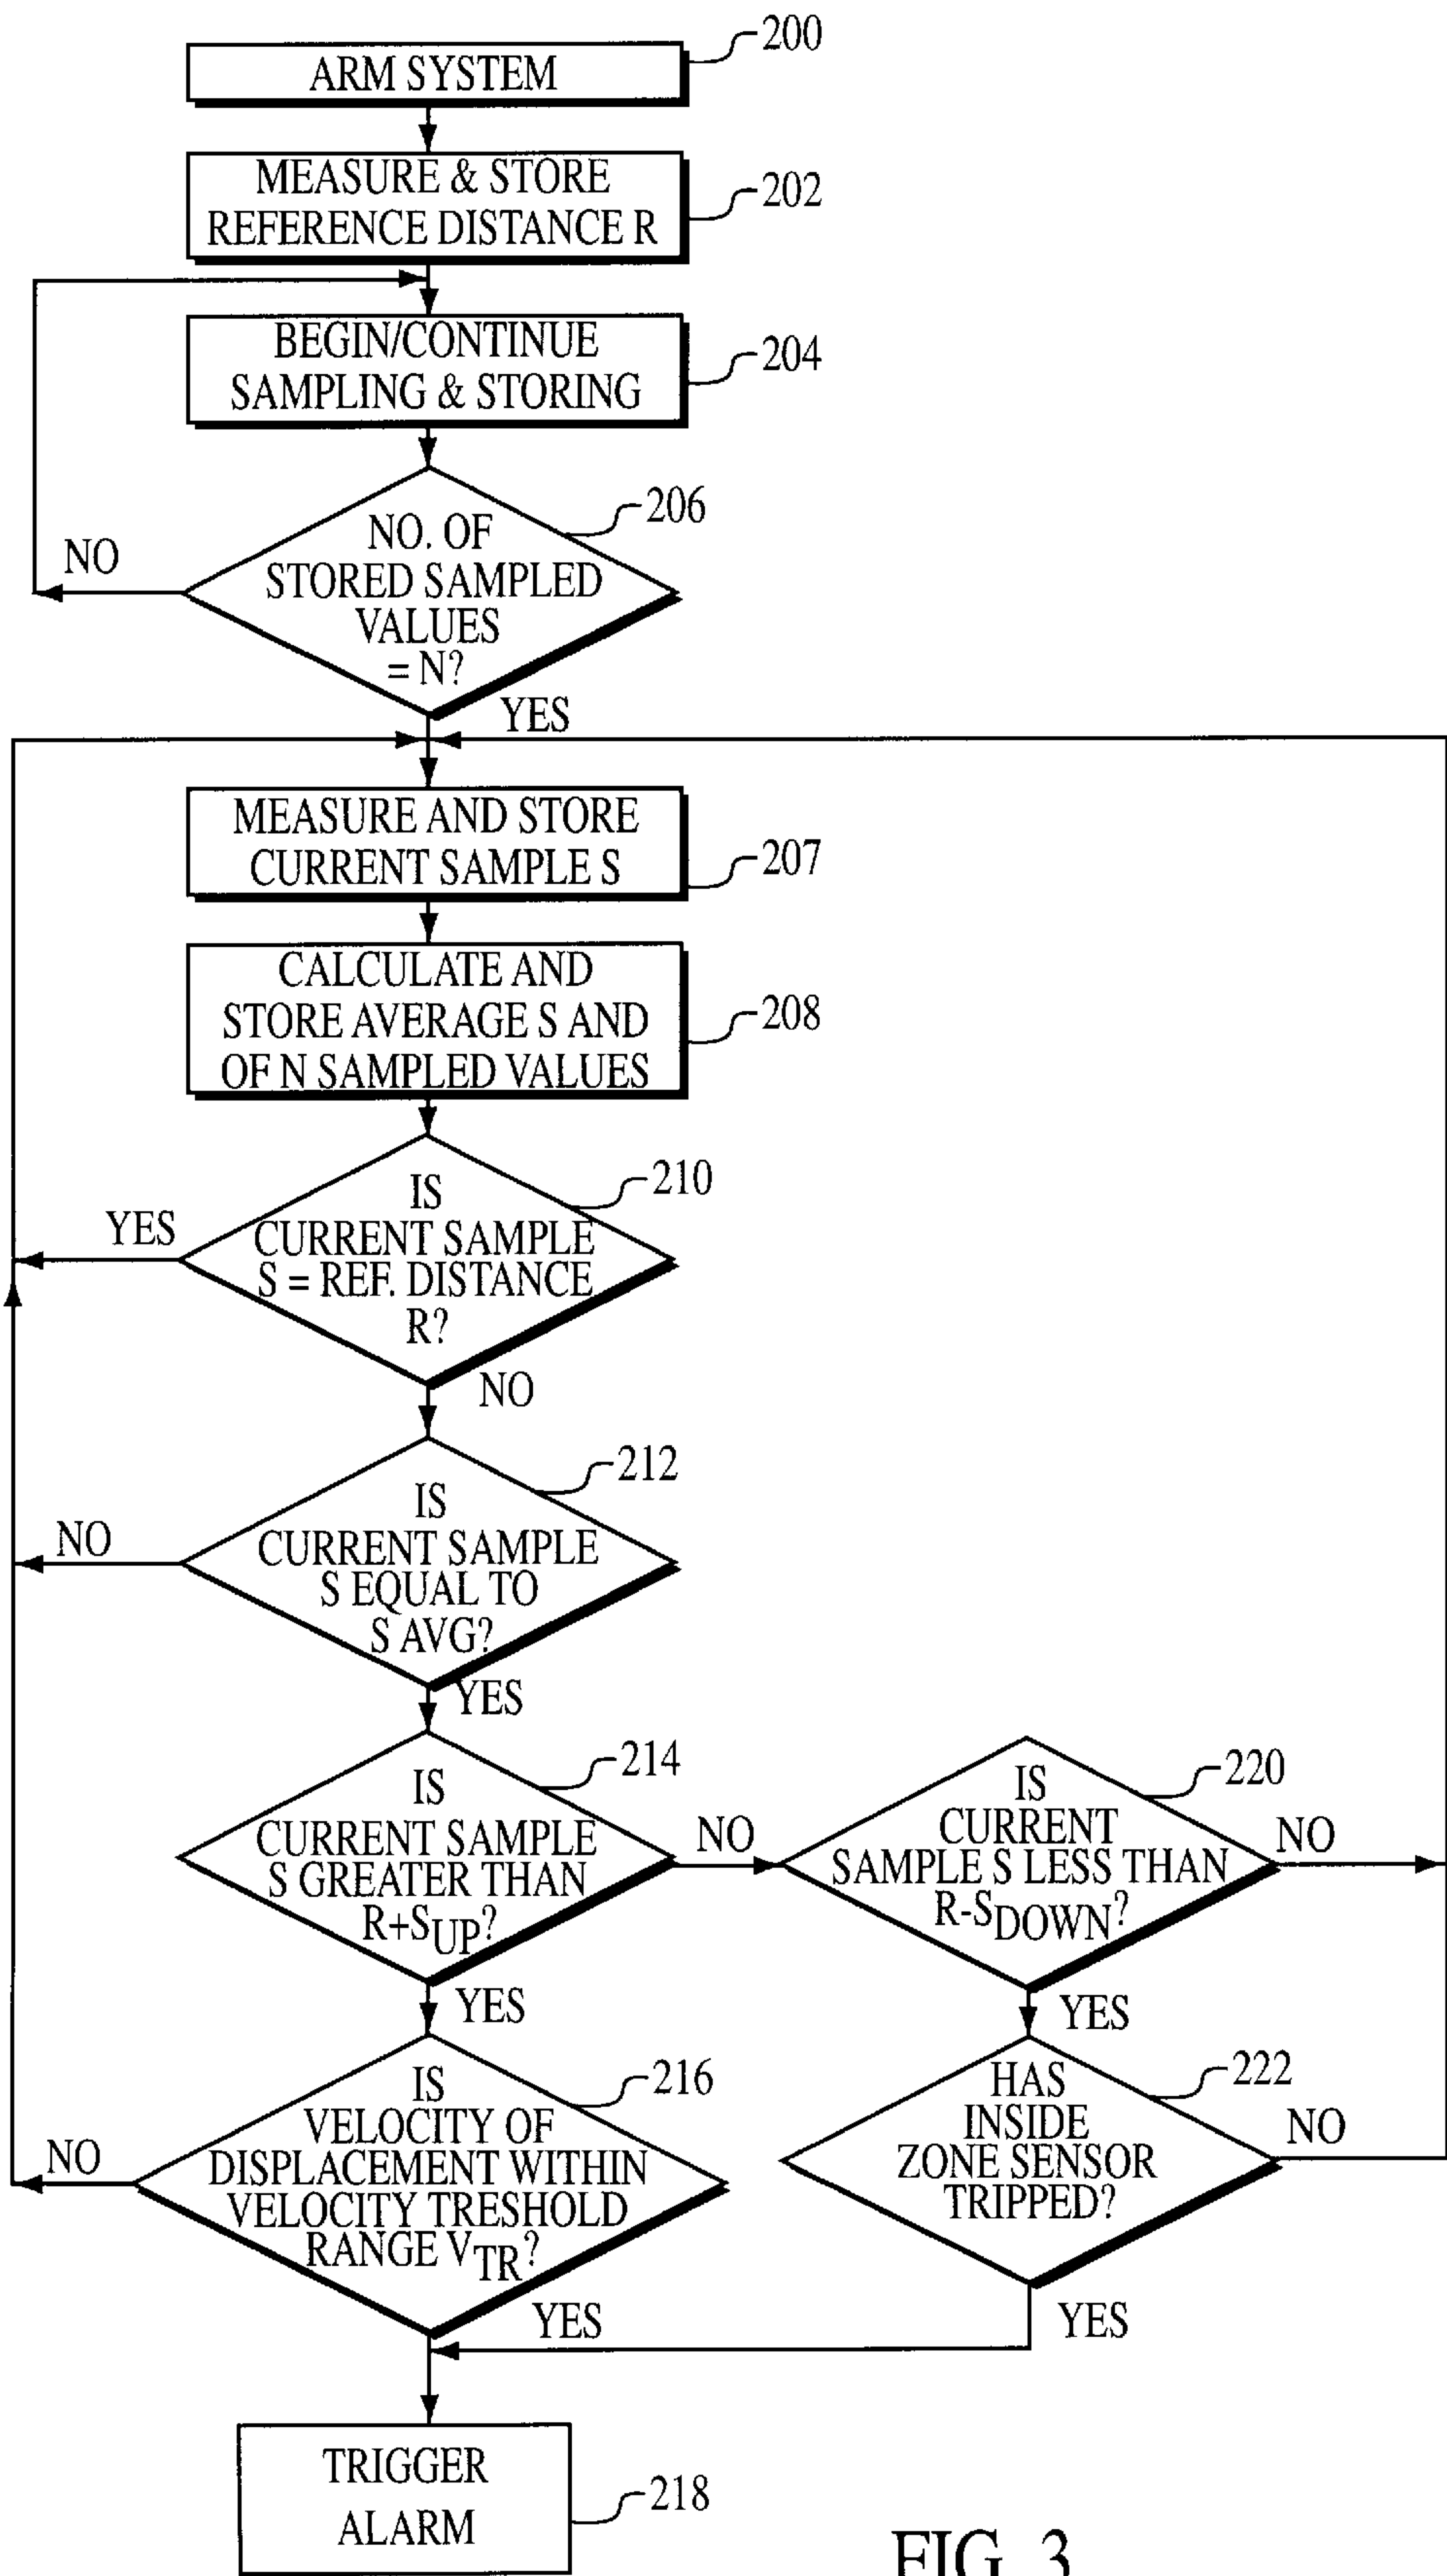 200
ARM SYSTEM
MEASURE & STORE
REFERENCE DISTANCE R
202
BEGIN/CONTINUE
SAMPLING & STORING
204
206
NO. OF
STORED SAMPLED
VALUES
= N?
NO
YES
MEASURE AND STORE
CURRENT SAMPLE S
207
CALCULATE AND
STORE AVERAGE S AND
OF N SAMPLED VALUES
208
210
IS
CURRENT SAMPLE
S = REF. DISTANCE
R?
YES
NO
212
IS
CURRENT SAMPLE
S EQUAL TO
S AVG?
NO
YES
214
IS
CURRENT SAMPLE
S GREATER THAN
R+SUP?
NO
YES
220
IS
CURRENT
SAMPLE S LESS THAN
R-SDOWN?
NO
YES
216
IS
VELOCITY OF
DISPLACEMENT WITHIN
VELOCITY TRESHOLD
RANGE VTR?
NO
YES
222
HAS
INSIDE
ZONE SENSOR
TRIPPED?
NO
YES
TRIGGER
ALARM
218
FIG. 3